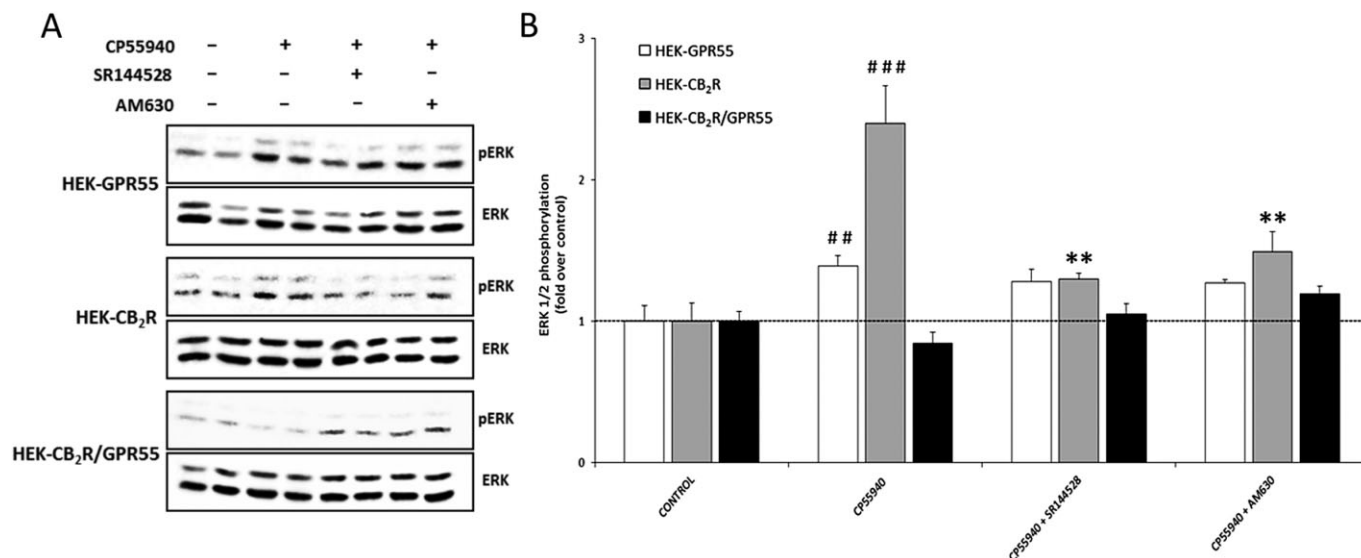 A
CP55940 – + + +
SR144528 – – + –
AM630 – – – +
pERK
HEK-GPR55
ERK
pERK
HEK-CB₂R
ERK
pERK
HEK-CB₂R/GPR55
ERK
B
HEK-GPR55
HEK-CB₂R
HEK-CB₂R/GPR55
ERK 1/2 phosphorylation
(fold over control)
3
2
1
0
##
###
**
**
CONTROL
CP55940
CP55940 + SR144528
CP55940 + AM630